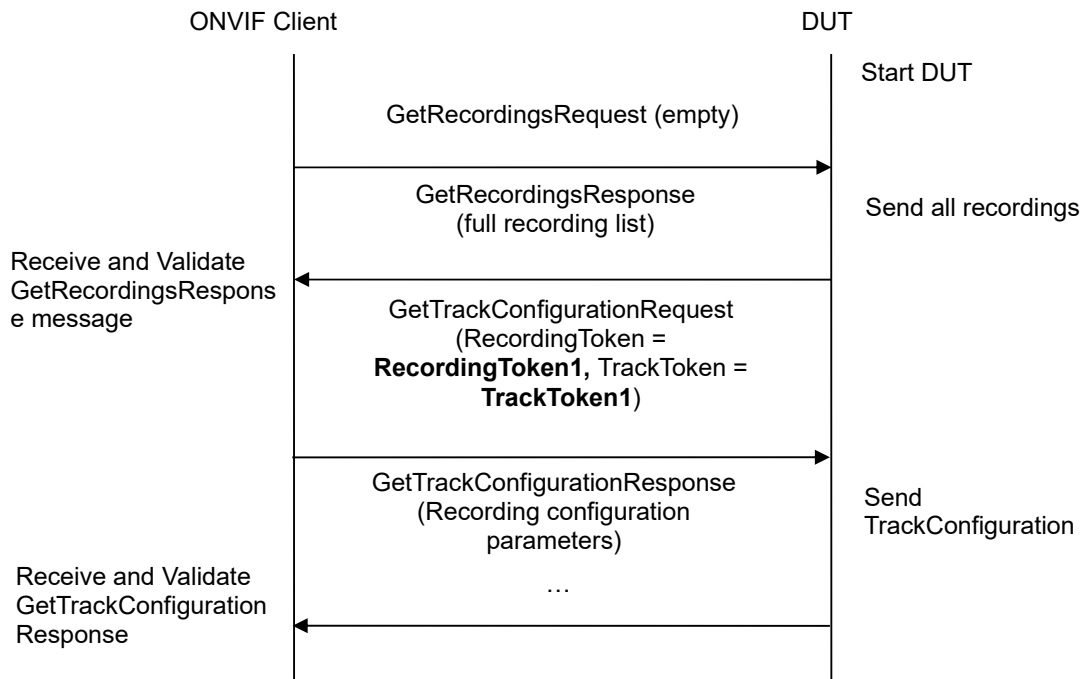 ONVIF Client
DUT
Start DUT
GetRecordingsRequest (empty)
GetRecordingsResponse
(full recording list)
Send all recordings
Receive and Validate
GetRecordingsRespons
e message
GetTrackConfigurationRequest
(RecordingToken =
RecordingToken1, TrackToken =
TrackToken1)
GetTrackConfigurationResponse
(Recording configuration
parameters)
Send
TrackConfiguration
…
Receive and Validate
GetTrackConfiguration
Response